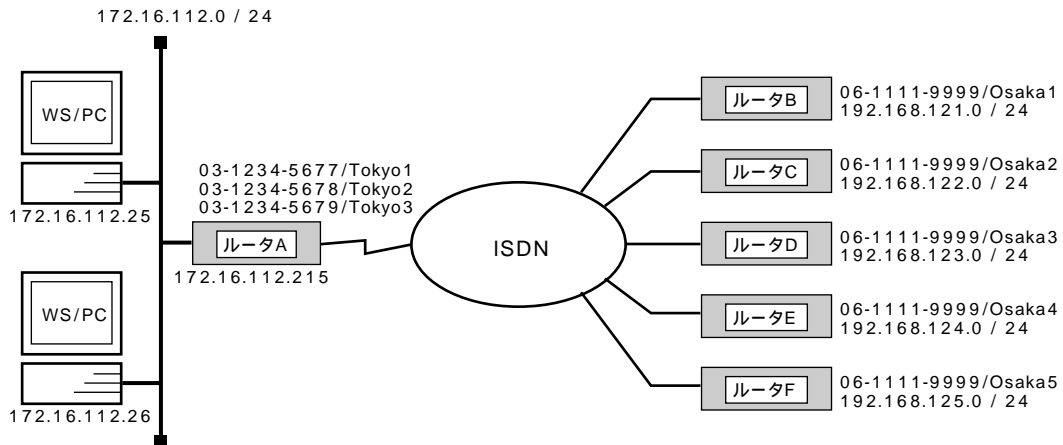 172.16.112.0 / 24
WS/PC
172.16.112.25
03-1234-5677/Tokyo1
03-1234-5678/Tokyo2
03-1234-5679/Tokyo3
ルータA
172.16.112.215
WS/PC
172.16.112.26
ISDN
ルータB
06-1111-9999/Osaka1
192.168.121.0 / 24
ルータC
06-1111-9999/Osaka2
192.168.122.0 / 24
ルータD
06-1111-9999/Osaka3
192.168.123.0 / 24
ルータE
06-1111-9999/Osaka4
192.168.124.0 / 24
ルータF
06-1111-9999/Osaka5
192.168.125.0 / 24